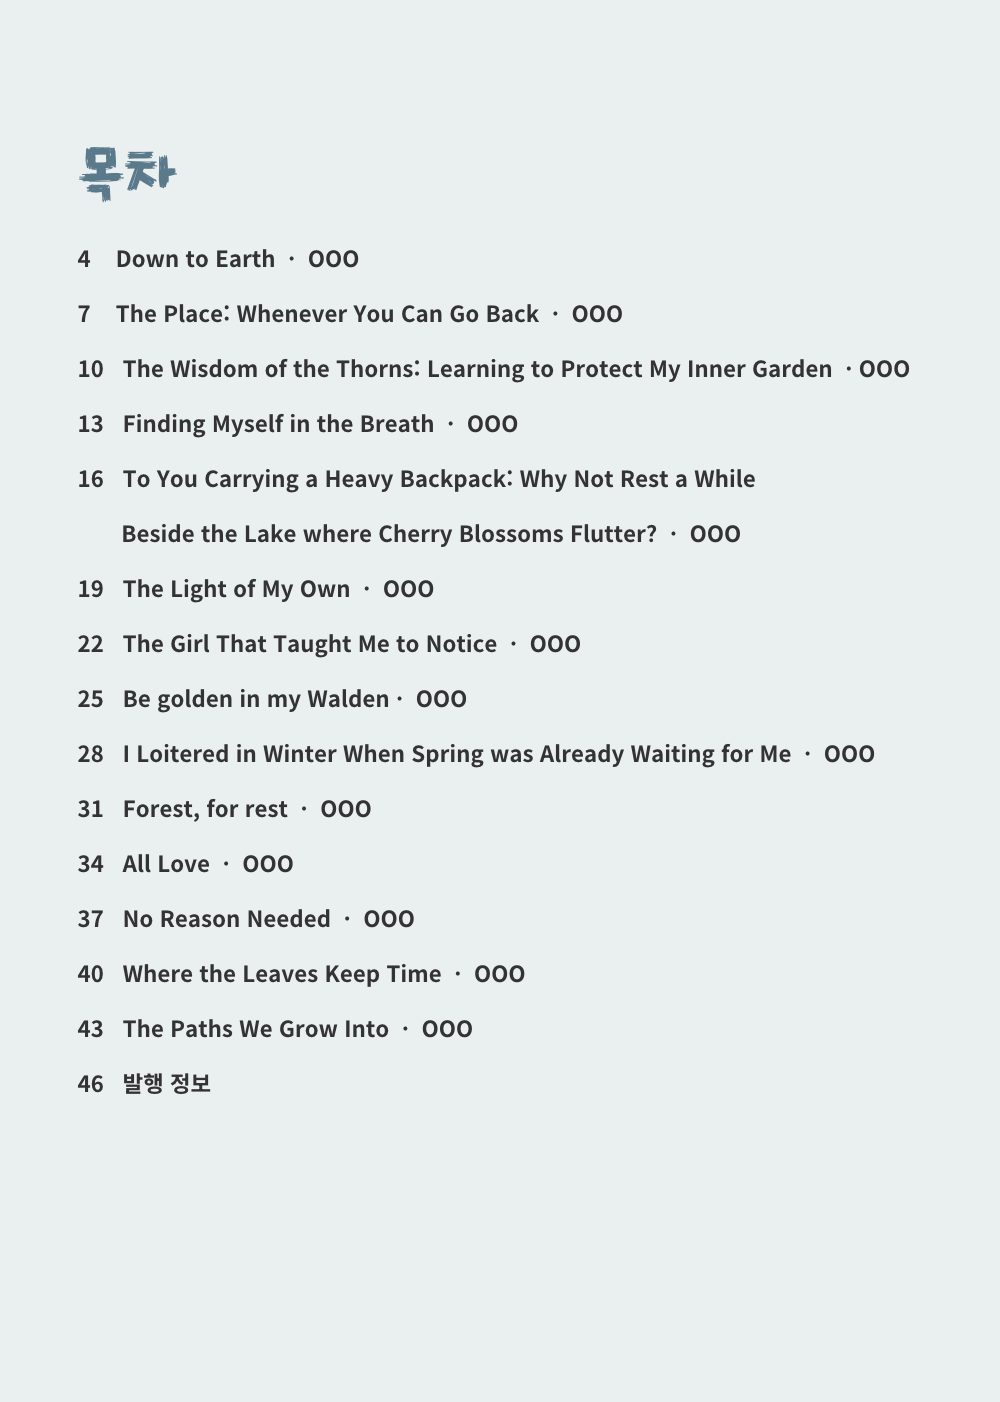 목차
4 Down to Earth · OOO
7 The Place: Whenever You Can Go Back · OOO
10 The Wisdom of the Thorns: Learning to Protect My Inner Garden · OOO
13 Finding Myself in the Breath · OOO
16 To You Carrying a Heavy Backpack: Why Not Rest a While
Beside the Lake where Cherry Blossoms Flutter? · OOO
19 The Light of My Own · OOO
22 The Girl That Taught Me to Notice · OOO
25 Be golden in my Walden · OOO
28 I Loitered in Winter When Spring was Already Waiting for Me · OOO
31 Forest, for rest · OOO
34 All Love · OOO
37 No Reason Needed · OOO
40 Where the Leaves Keep Time · OOO
43 The Paths We Grow Into · OOO
46 발행 정보